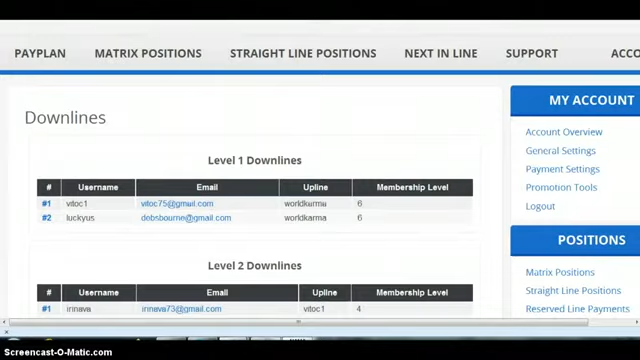 PAYPLAN MATRIX POSITIONS STRAIGHT LINE POSITIONS NEXT IN LINE SUPPORT ACCO
Downlines
Level 1 Downlines
# Username Email Upline Membership Level
#1 vitoc1 vitoc75@gmail.com worldkarma 6
#2 luckyus debsbourne@gmail.com worldkarma 6
Level 2 Downlines
# Username Email Upline Membership Level
#1 irinava irinava73@gmail.com vitoc1 4
MY ACCOUNT
Account Overview
General Settings
Payment Settings
Promotion Tools
Logout
POSITIONS
Matrix Positions
Straight Line Positions
Reserved Line Payments
Screencast-O-Matic.com